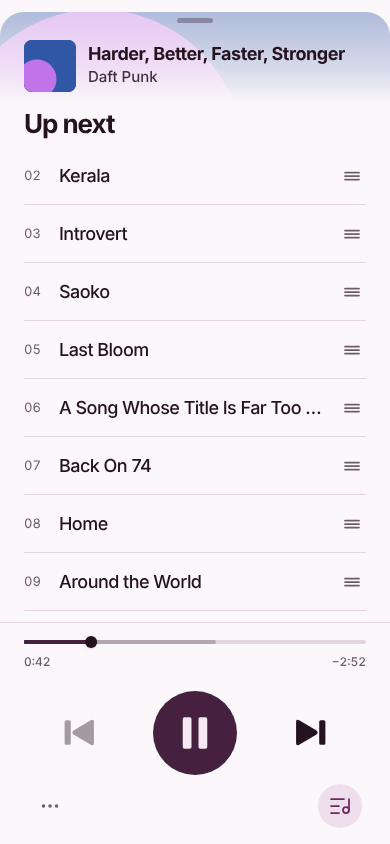 Harder, Better, Faster, Stronger
Daft Punk
Up next
02 Kerala
03 Introvert
04 Saoko
05 Last Bloom
06 A Song Whose Title Is Far Too ...
07 Back On 74
08 Home
09 Around the World
0:42 −2:52